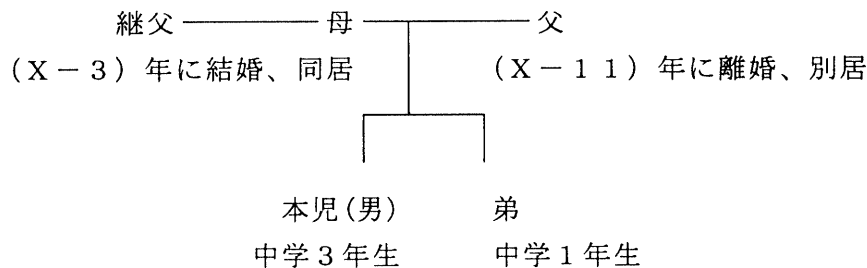 継父 母 父
(X−3)年に結婚、同居 (X−11)年に離婚、別居
本児(男) 弟
中学3年生 中学1年生